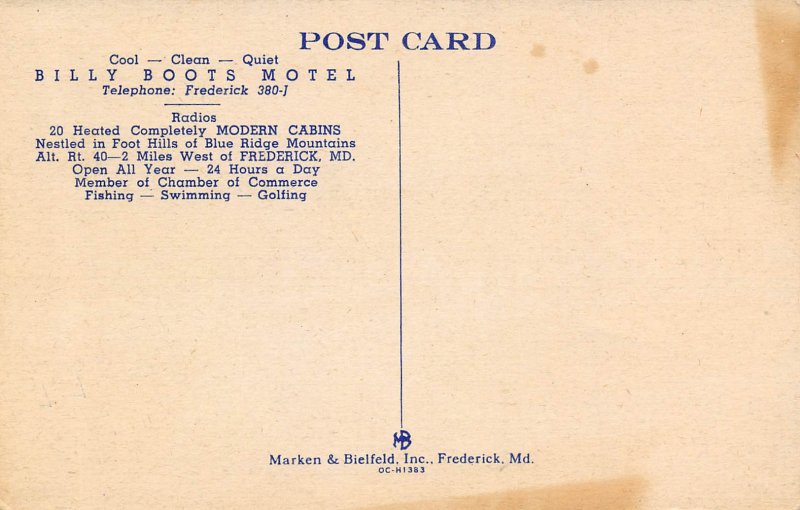 POST CARD
Cool — Clean — Quiet
BILLY BOOTS MOTEL
Telephone: Frederick 380-J
Radios
20 Heated Completely MODERN CABINS
Nestled in Foot Hills of Blue Ridge Mountains
Alt. Rt. 40—2 Miles West of FREDERICK, MD.
Open All Year — 24 Hours a Day
Member of Chamber of Commerce
Fishing — Swimming — Golfing
MB
Marken & Bielfeld, Inc., Frederick, Md.
OC-H1383